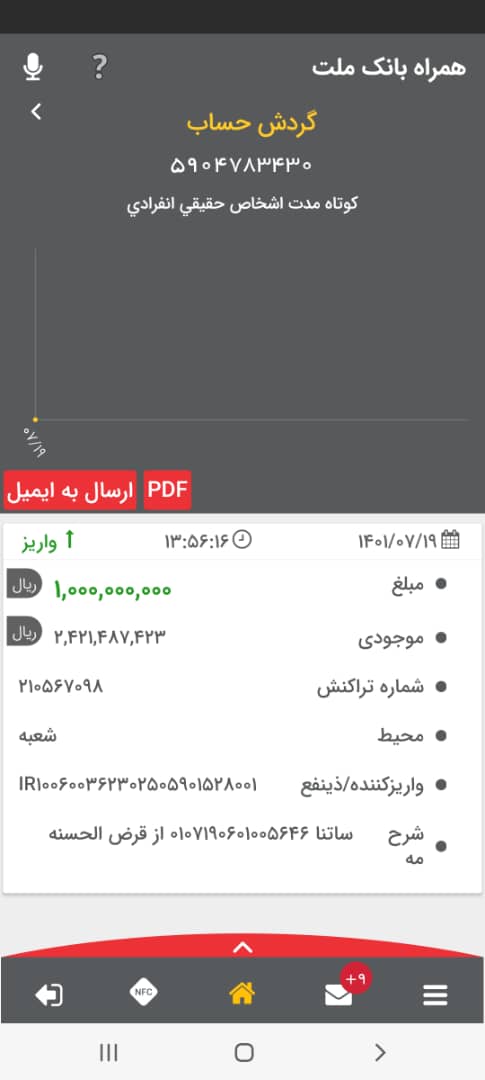 همراه بانک ملت
?
گردش حساب
۵۹۰۴۷۸۳۴۳۰
کوتاه مدت اشخاص حقيقي انفرادي
۰۷/۱۹
PDF
ارسال به ایمیل
۱۴۰۱/۰۷/۱۹ ۱۳:۵۶:۱۶ واریز
مبلغ ۱,۰۰۰,۰۰۰,۰۰۰ ریال
موجودی ۲,۴۲۱,۴۸۷,۴۲۳ ریال
شماره تراکنش ۲۱۰۵۶۷۰۹۸
محیط شعبه
واریزکننده/ذینفع IR۱۰۰۶۰۰۳۶۲۳۰۲۵۰۵۹۰۱۵۲۸۰۰۱
شرح ساتنا ۰۱۰۷۱۹۰۶۰۱۰۰۵۶۴۶ از قرض الحسنه
مه
+۹
NFC